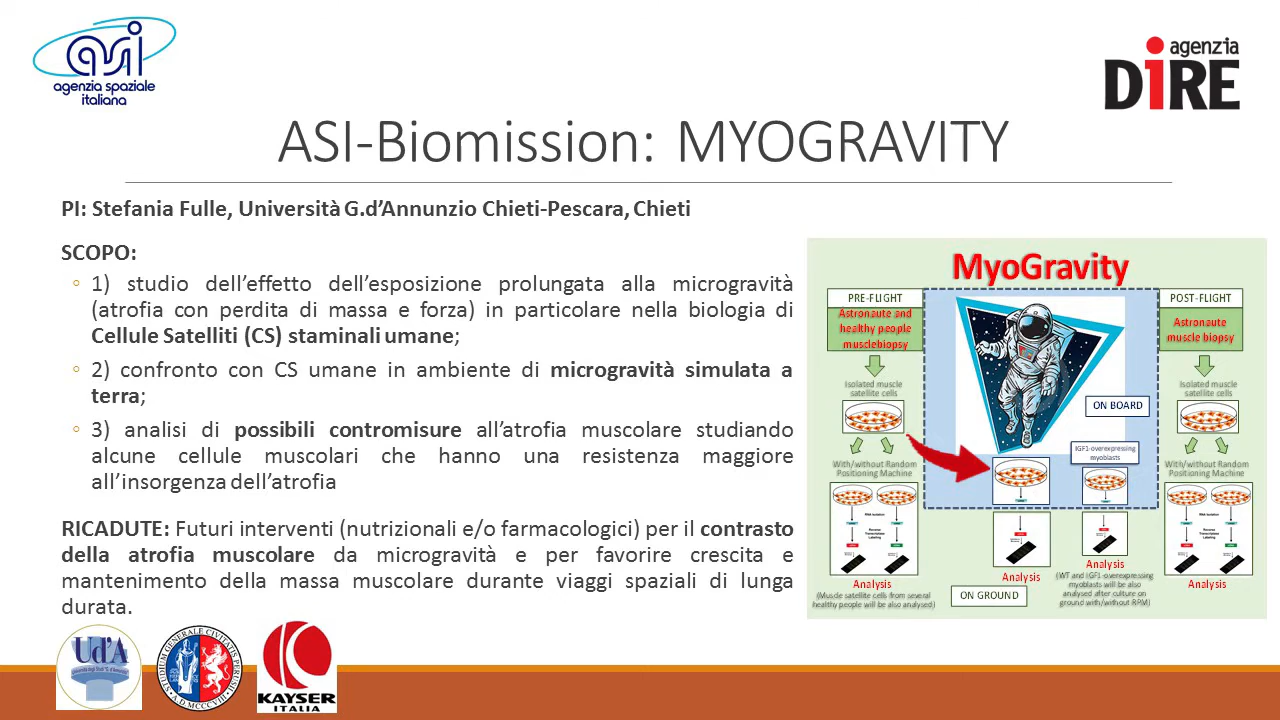 asi
agenzia spaziale
italiana
agenzia
DiRE
ASI-Biomission: MYOGRAVITY
PI: Stefania Fulle, Università G.d’Annunzio Chieti-Pescara, Chieti
SCOPO:
1) studio dell’effetto dell’esposizione prolungata alla microgravità
(atrofia con perdita di massa e forza) in particolare nella biologia di
Cellule Satelliti (CS) staminali umane;
2) confronto con CS umane in ambiente di microgravità simulata a
terra;
3) analisi di possibili contromisure all’atrofia muscolare studiando
alcune cellule muscolari che hanno una resistenza maggiore
all’insorgenza dell’atrofia
RICADUTE: Futuri interventi (nutrizionali e/o farmacologici) per il contrasto
della atrofia muscolare da microgravità e per favorire crescita e
mantenimento della massa muscolare durante viaggi spaziali di lunga
durata.
MyoGravity
PRE-FLIGHT
Astronaute and
healthy people
musclebiopsy
Isolated muscle
satellite cells
With/without Random
Positioning Machine
Analysis
(Muscle satellite cells from several
healthy people will be also analysed)
ON BOARD
IGF1-overexpressing
myoblasts
Analysis
ON GROUND
Analysis
(WT and IGF1-overexpressing
myoblasts will be also
analysed after culture on
ground with/without RPM)
POST-FLIGHT
Astronaute
muscle biopsy
Isolated muscle
satellite cells
With/without Random
Positioning Machine
Analysis
Ud'A
STUDIUM GENERALE CIVITATIS PERUSII
A.D. MCCCVIII
KAYSER
ITALIA